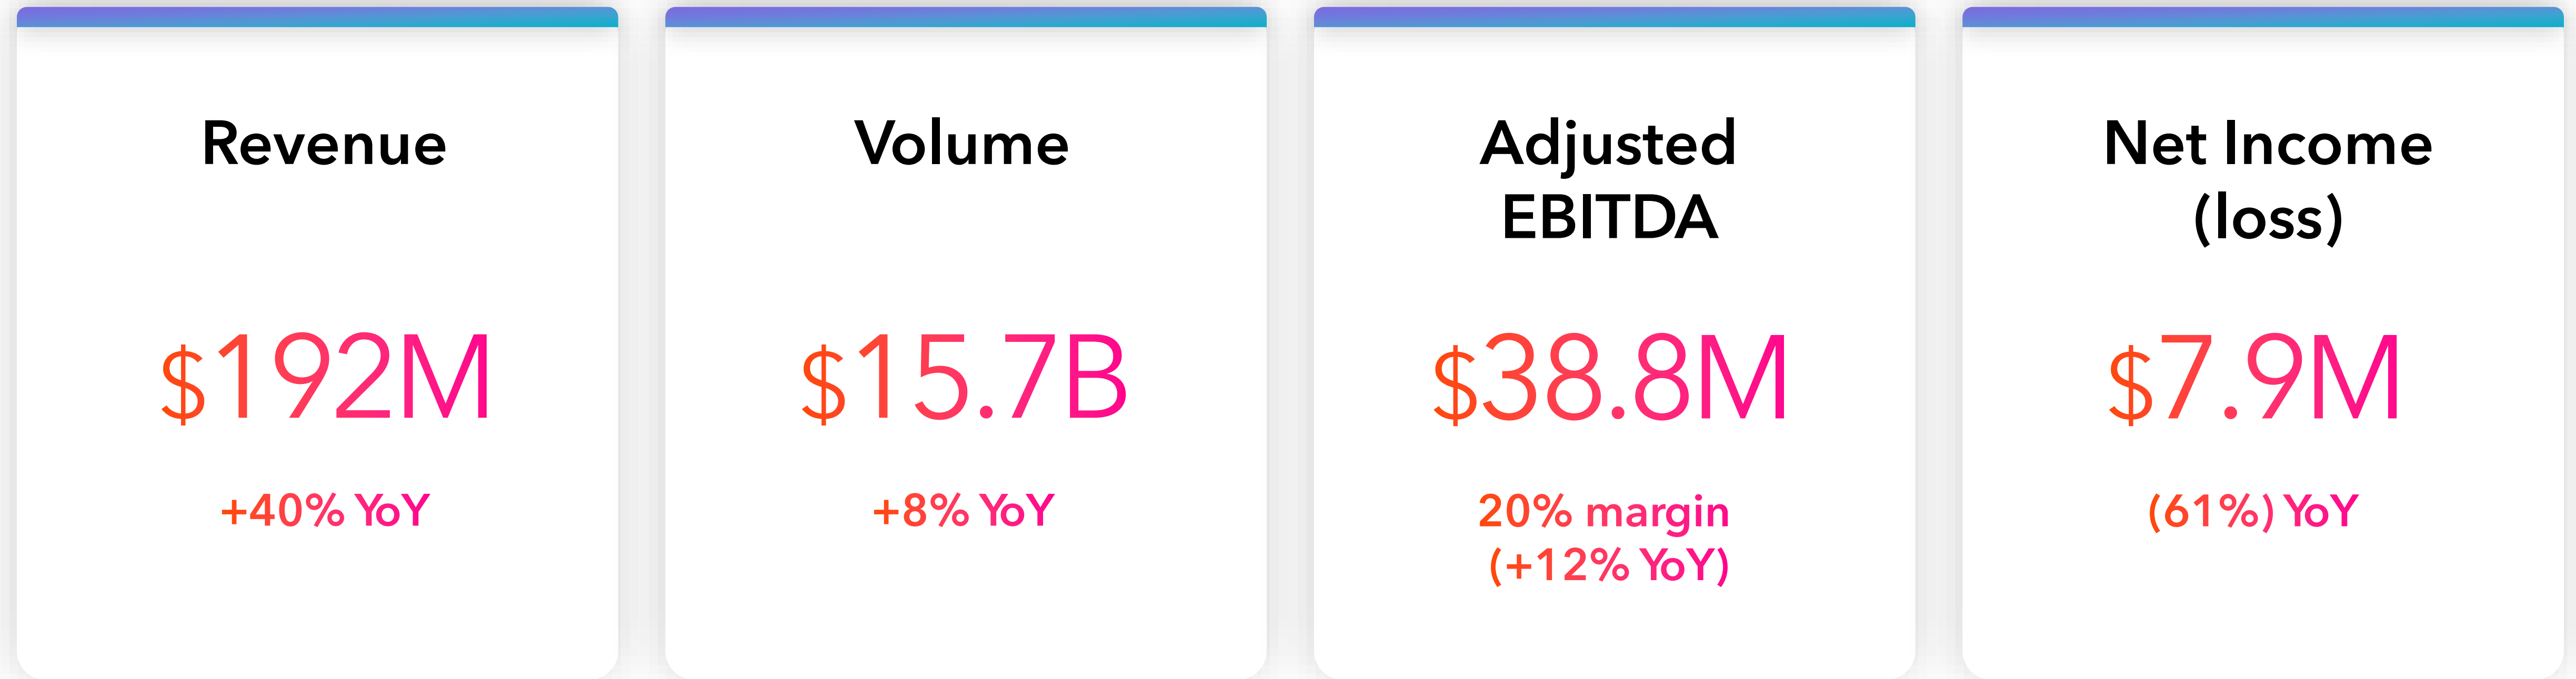 Revenue
$192M
+40% YoY
Volume
$15.7B
+8% YoY
Adjusted
EBITDA
$38.8M
20% margin
(+12% YoY)
Net Income
(loss)
$7.9M
(61%) YoY